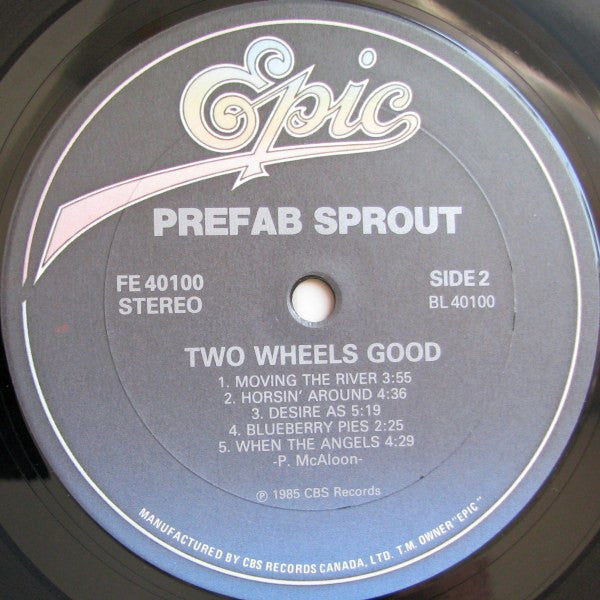 Epic
PREFAB SPROUT
FE 40100
STEREO
SIDE 2
BL 40100
TWO WHEELS GOOD
1. MOVING THE RIVER 3:55
2. HORSIN' AROUND 4:36
3. DESIRE AS 5:19
4. BLUEBERRY PIES 2:25
5. WHEN THE ANGELS 4:29
-P. McAloon-
℗ 1985 CBS Records
MANUFACTURED BY CBS RECORDS CANADA, LTD. T.M. OWNER "EPIC"